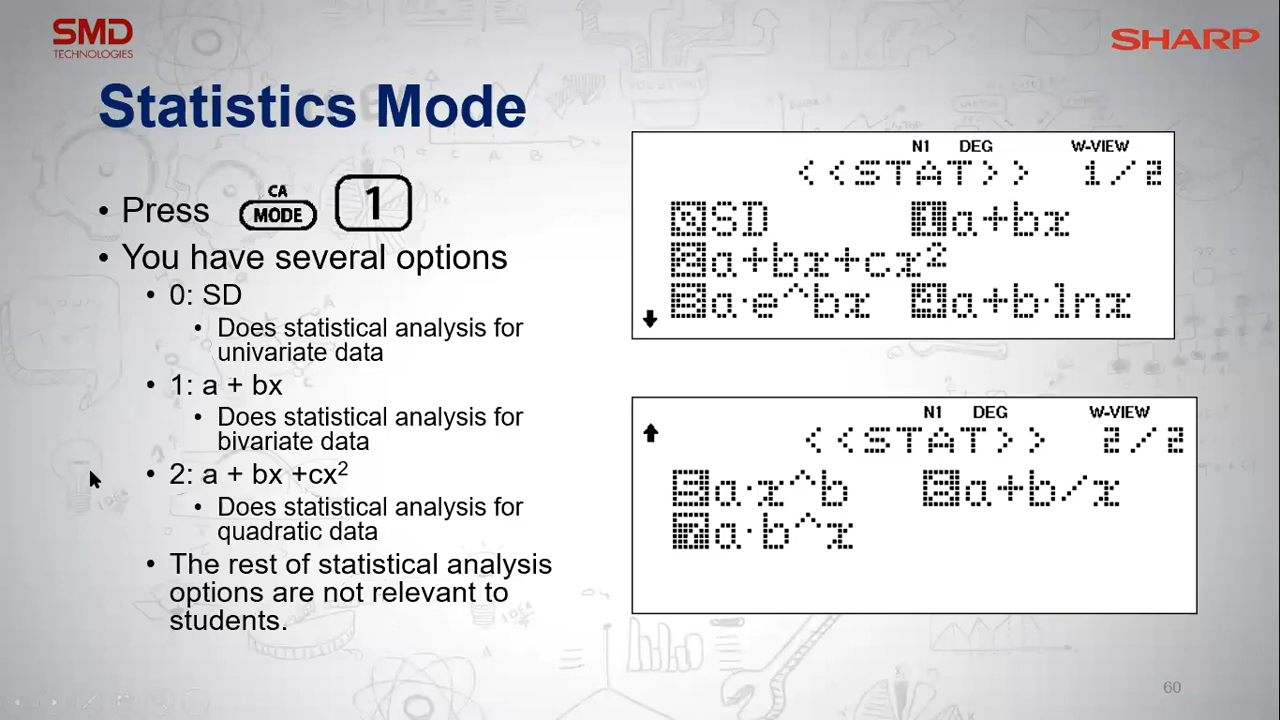 SMD
TECHNOLOGIES
SHARP
Statistics Mode
• Press CA MODE 1
• You have several options
• 0: SD
• Does statistical analysis for
univariate data
• 1: a + bx
• Does statistical analysis for
bivariate data
• 2: a + bx +cx²
• Does statistical analysis for
quadratic data
• The rest of statistical analysis
options are not relevant to
students.
N1 DEG W-VIEW
<<STAT>> 1/2
0SD 1a+bx
2a+bx+cx²
3a·e^bx 4a+b·lnx
N1 DEG W-VIEW
<<STAT>> 2/2
5a·x^b 6a+b/x
7a·b^x
60